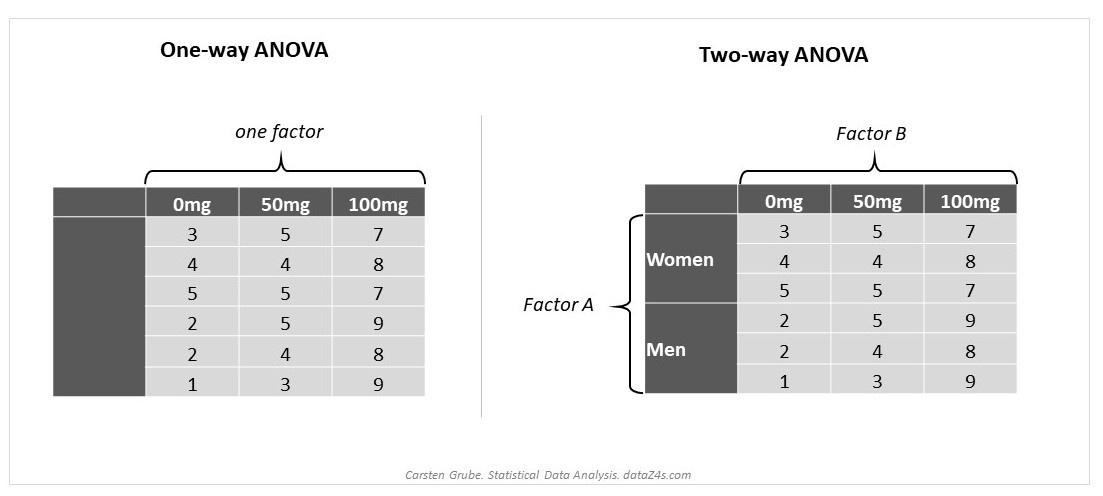 One-way ANOVA
one factor
0mg 50mg 100mg
3 5 7
4 4 8
5 5 7
2 5 9
2 4 8
1 3 9
Two-way ANOVA
Factor B
0mg 50mg 100mg
Factor A
Women
3 5 7
4 4 8
5 5 7
Men
2 5 9
2 4 8
1 3 9
Carsten Grube. Statistical Data Analysis. dataZ4s.com